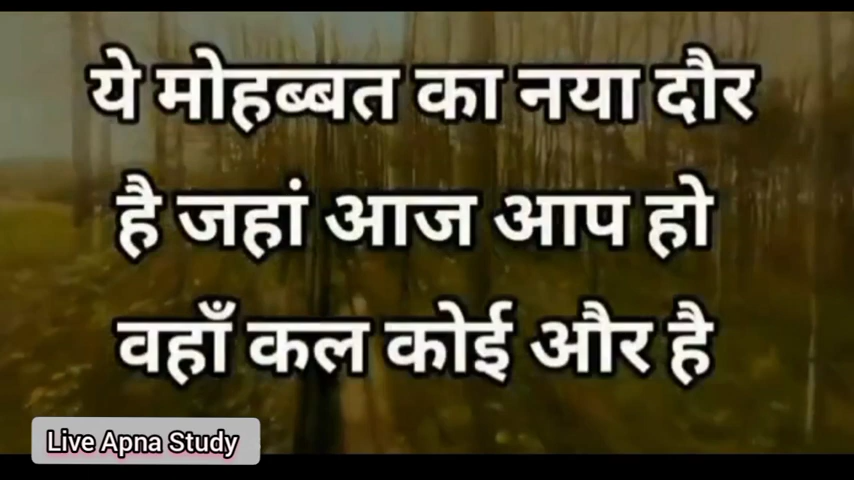 ये मोहब्बत का नया दौर
है जहां आज आप हो
वहाँ कल कोई और है
Live Apna Study